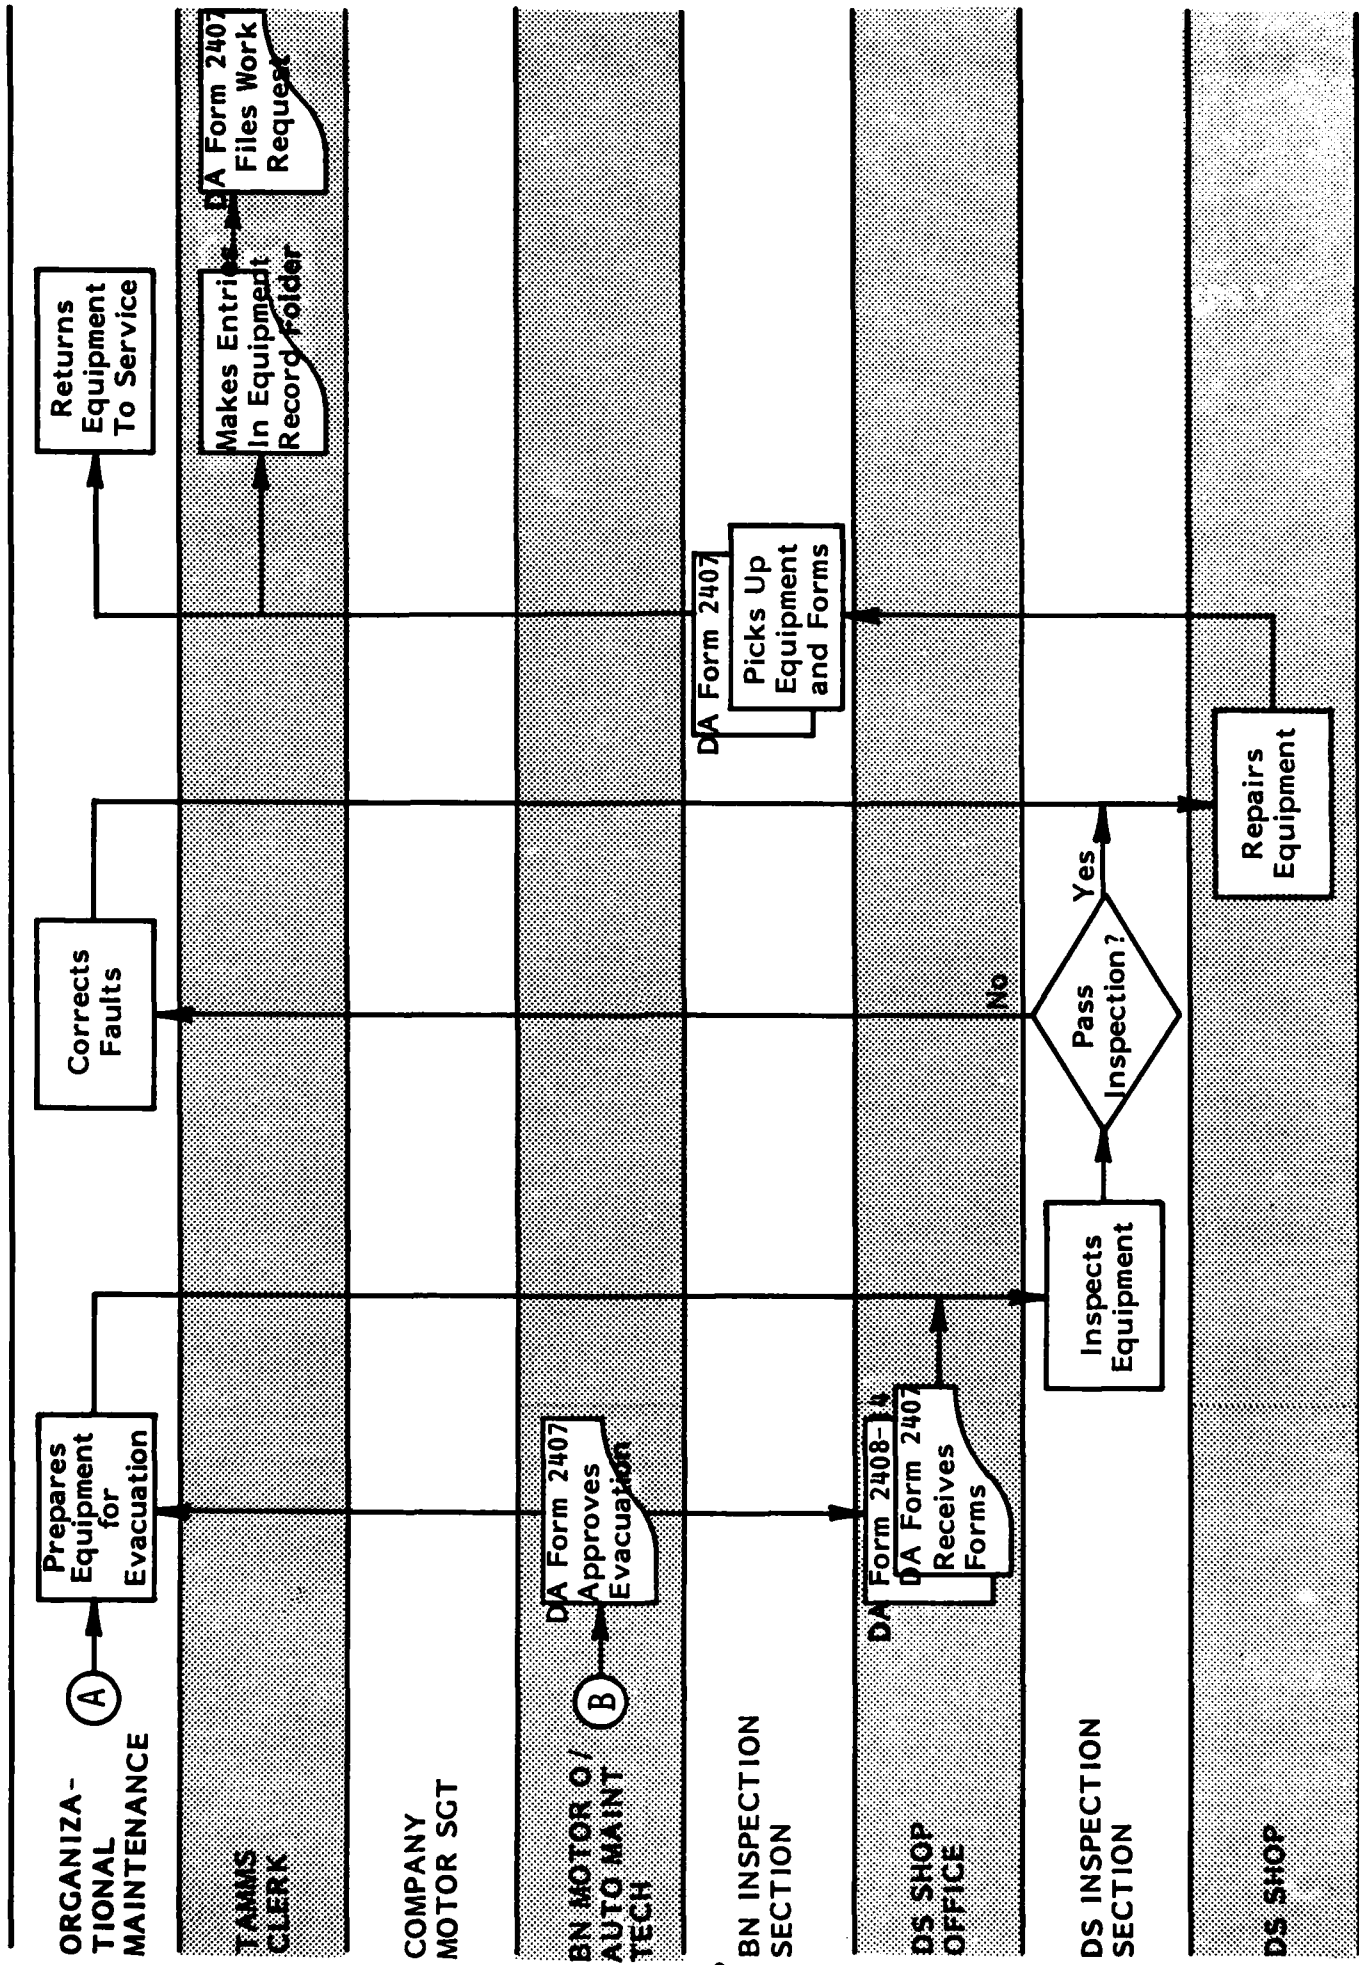 ORGANIZA-
TIONAL
MAINTENANCE
A
Prepares
Equipment
for
Evacuation
Corrects
Faults
Returns
Equipment
To Service
TAMMS
CLERK
Makes Entries
In Equipment
Record Folder
DA Form 2407
Files Work
Request
COMPANY
MOTOR SGT
BN MOTOR O/
AUTO MAINT
TECH
B
DA Form 2407
Approves
Evacuation
BN INSPECTION
SECTION
DA Form 2407
Picks Up
Equipment
and Forms
DS SHOP
OFFICE
DA Form 2408-14
DA Form 2407
Receives
Forms
DS INSPECTION
SECTION
Inspects
Equipment
Pass
Inspection?
No
Yes
DS SHOP
Repairs
Equipment